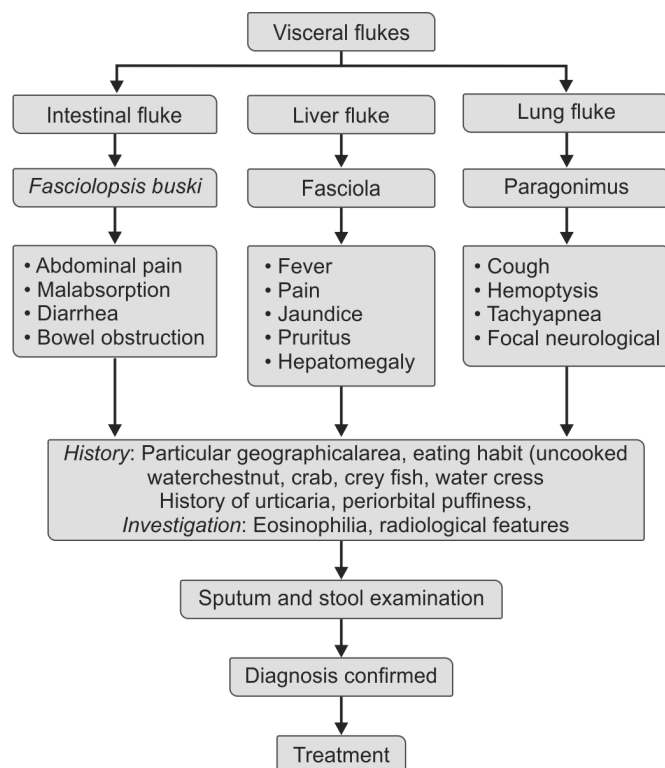 Visceral flukes
Intestinal fluke
Liver fluke
Lung fluke
Fasciolopsis buski
Fasciola
Paragonimus
• Abdominal pain
• Malabsorption
• Diarrhea
• Bowel obstruction
• Fever
• Pain
• Jaundice
• Pruritus
• Hepatomegaly
• Cough
• Hemoptysis
• Tachyapnea
• Focal neurological
History: Particular geographicalarea, eating habit (uncooked
waterchestnut, crab, crey fish, water cress
History of urticaria, periorbital puffiness,
Investigation: Eosinophilia, radiological features
Sputum and stool examination
Diagnosis confirmed
Treatment